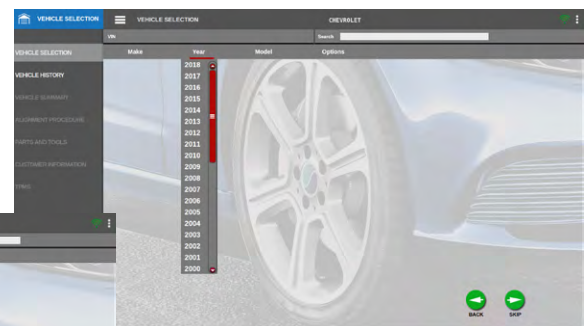 VEHICLE SELECTION
VEHICLE SELECTION
CHEVROLET
VIN
Search
Make
Year
Model
Options
VEHICLE SELECTION
VEHICLE HISTORY
VEHICLE SUMMARY
ALIGNMENT PROCEDURE
PARTS AND TOOLS
CUSTOMER INFORMATION
2018
2017
2016
2015
2014
2013
2012
2011
2010
2009
2008
2007
2006
2005
2004
2003
2002
2001
2000
BACK
SKIP